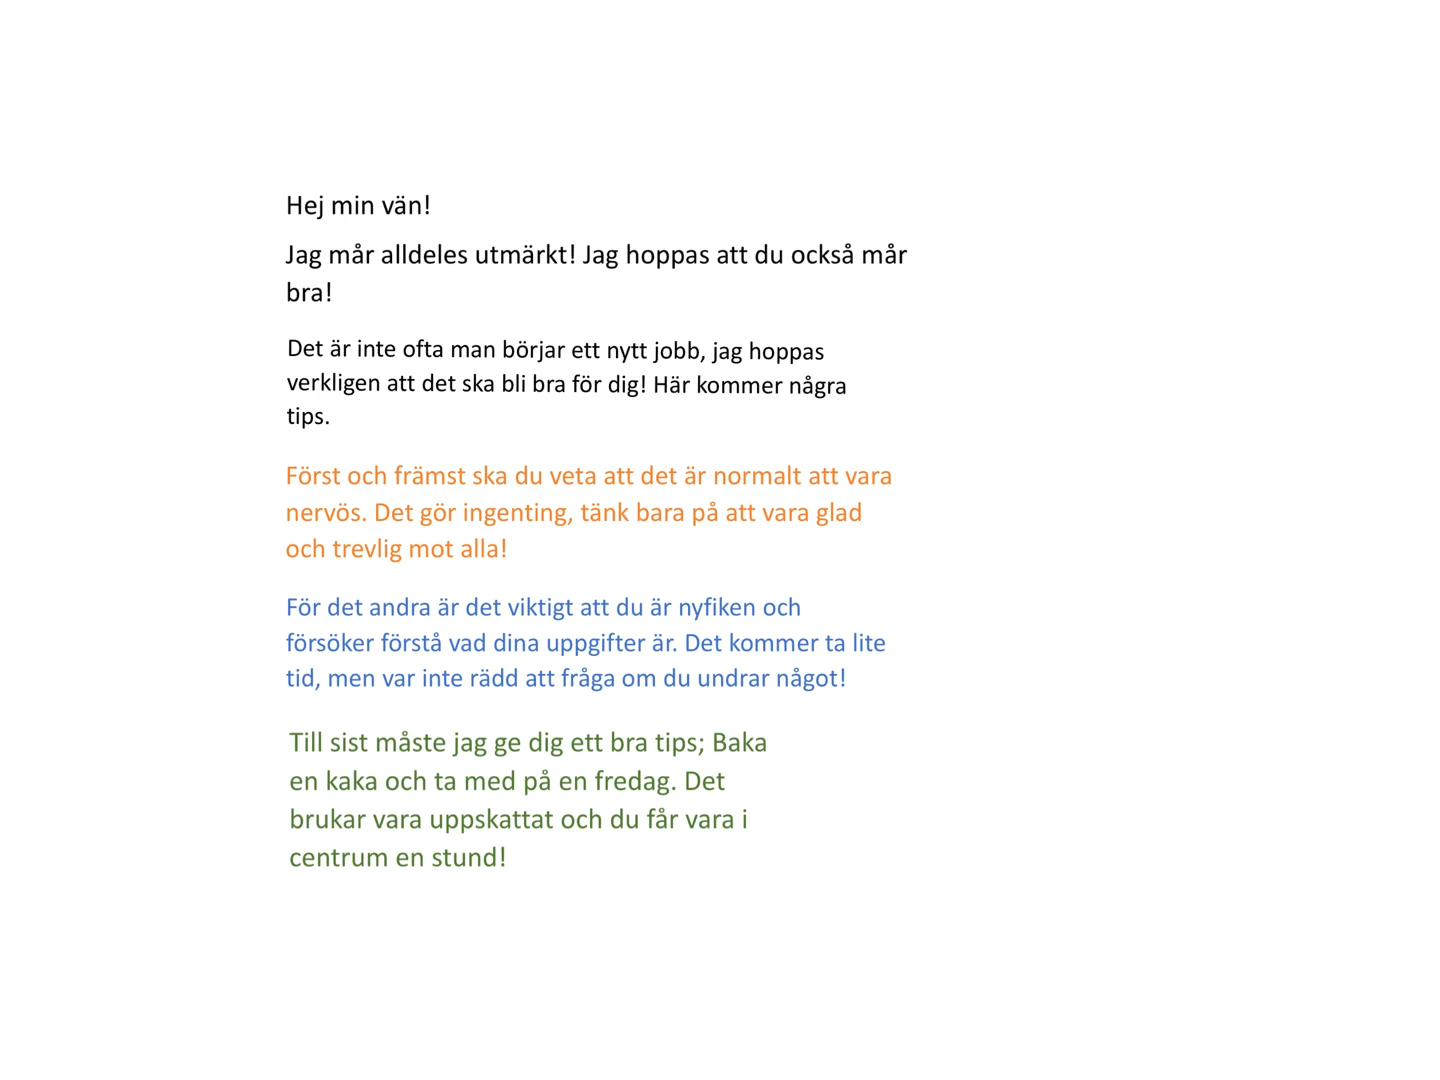 Hej min vän!
Jag mår alldeles utmärkt! Jag hoppas att du också mår
bra!
Det är inte ofta man börjar ett nytt jobb, jag hoppas
verkligen att det ska bli bra för dig! Här kommer några
tips.
Först och främst ska du veta att det är normalt att vara
nervös. Det gör ingenting, tänk bara på att vara glad
och trevlig mot alla!
För det andra är det viktigt att du är nyfiken och
försöker förstå vad dina uppgifter är. Det kommer ta lite
tid, men var inte rädd att fråga om du undrar något!
Till sist måste jag ge dig ett bra tips; Baka
en kaka och ta med på en fredag. Det
brukar vara uppskattat och du får vara i
centrum en stund!